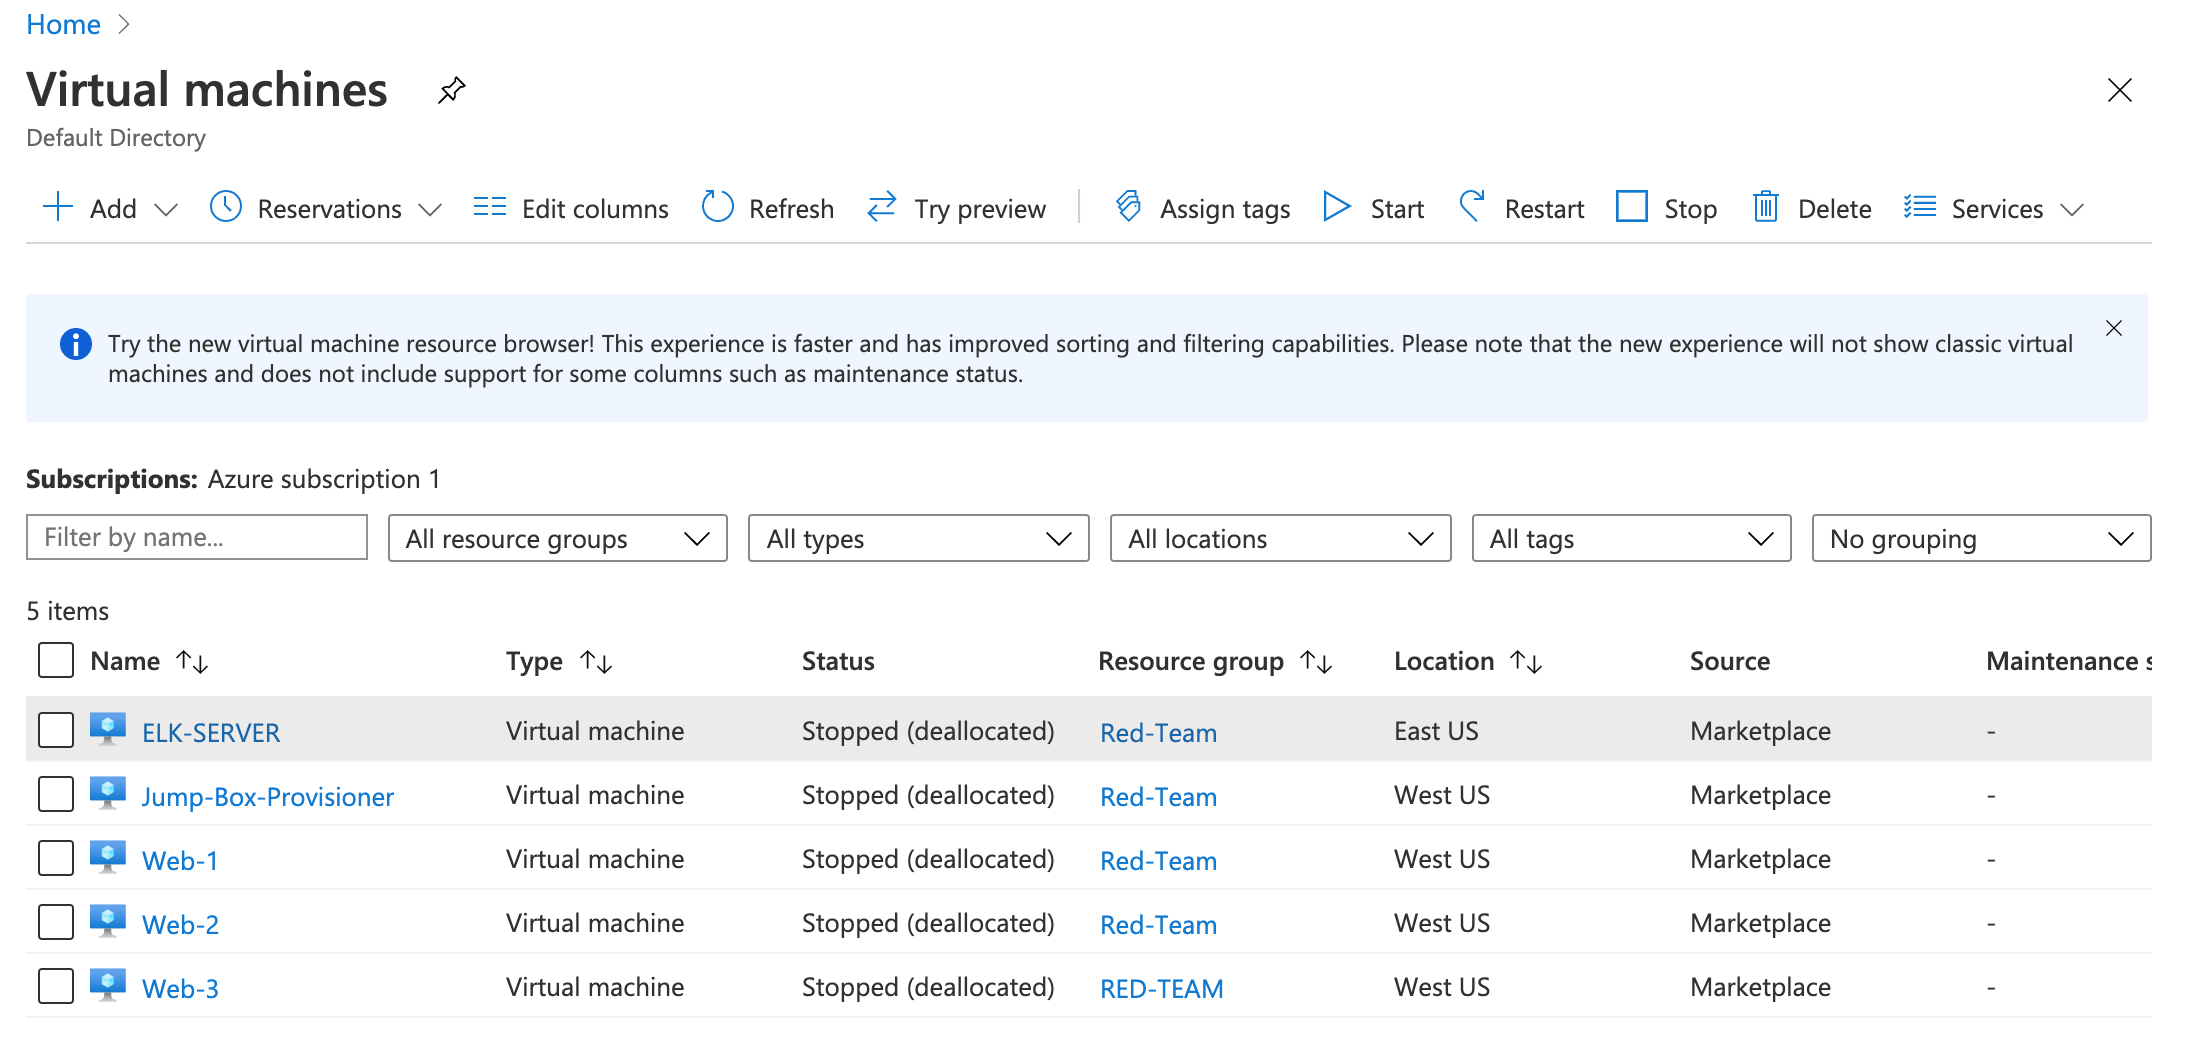 Home
Virtual machines
Default Directory
Add Reservations Edit columns Refresh Try preview Assign tags Start Restart Stop Delete Services
Try the new virtual machine resource browser! This experience is faster and has improved sorting and filtering capabilities. Please note that the new experience will not show classic virtual
machines and does not include support for some columns such as maintenance status.
Subscriptions: Azure subscription 1
Filter by name... All resource groups All types All locations All tags No grouping
5 items
Name Type Status Resource group Location Source Maintenance s
ELK-SERVER Virtual machine Stopped (deallocated) Red-Team East US Marketplace -
Jump-Box-Provisioner Virtual machine Stopped (deallocated) Red-Team West US Marketplace -
Web-1 Virtual machine Stopped (deallocated) Red-Team West US Marketplace -
Web-2 Virtual machine Stopped (deallocated) Red-Team West US Marketplace -
Web-3 Virtual machine Stopped (deallocated) RED-TEAM West US Marketplace -